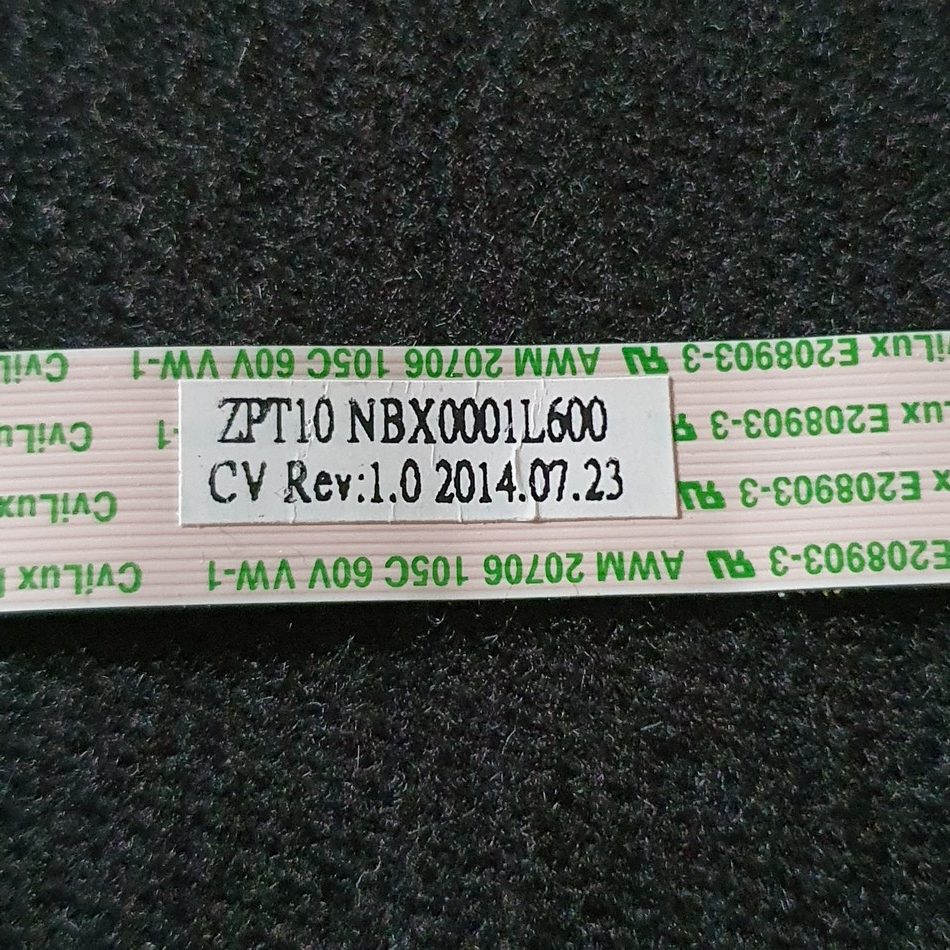 CviLux AWM 20706 105C 60V VW-1 E208903-3 CviLux
ZPT10 NBX0001L600
CV Rev:1.0 2014.07.23
CviLux E208903-3
CviLux E208903-3
CviLux AWM 20706 105C 60V VW-1 E208903-3